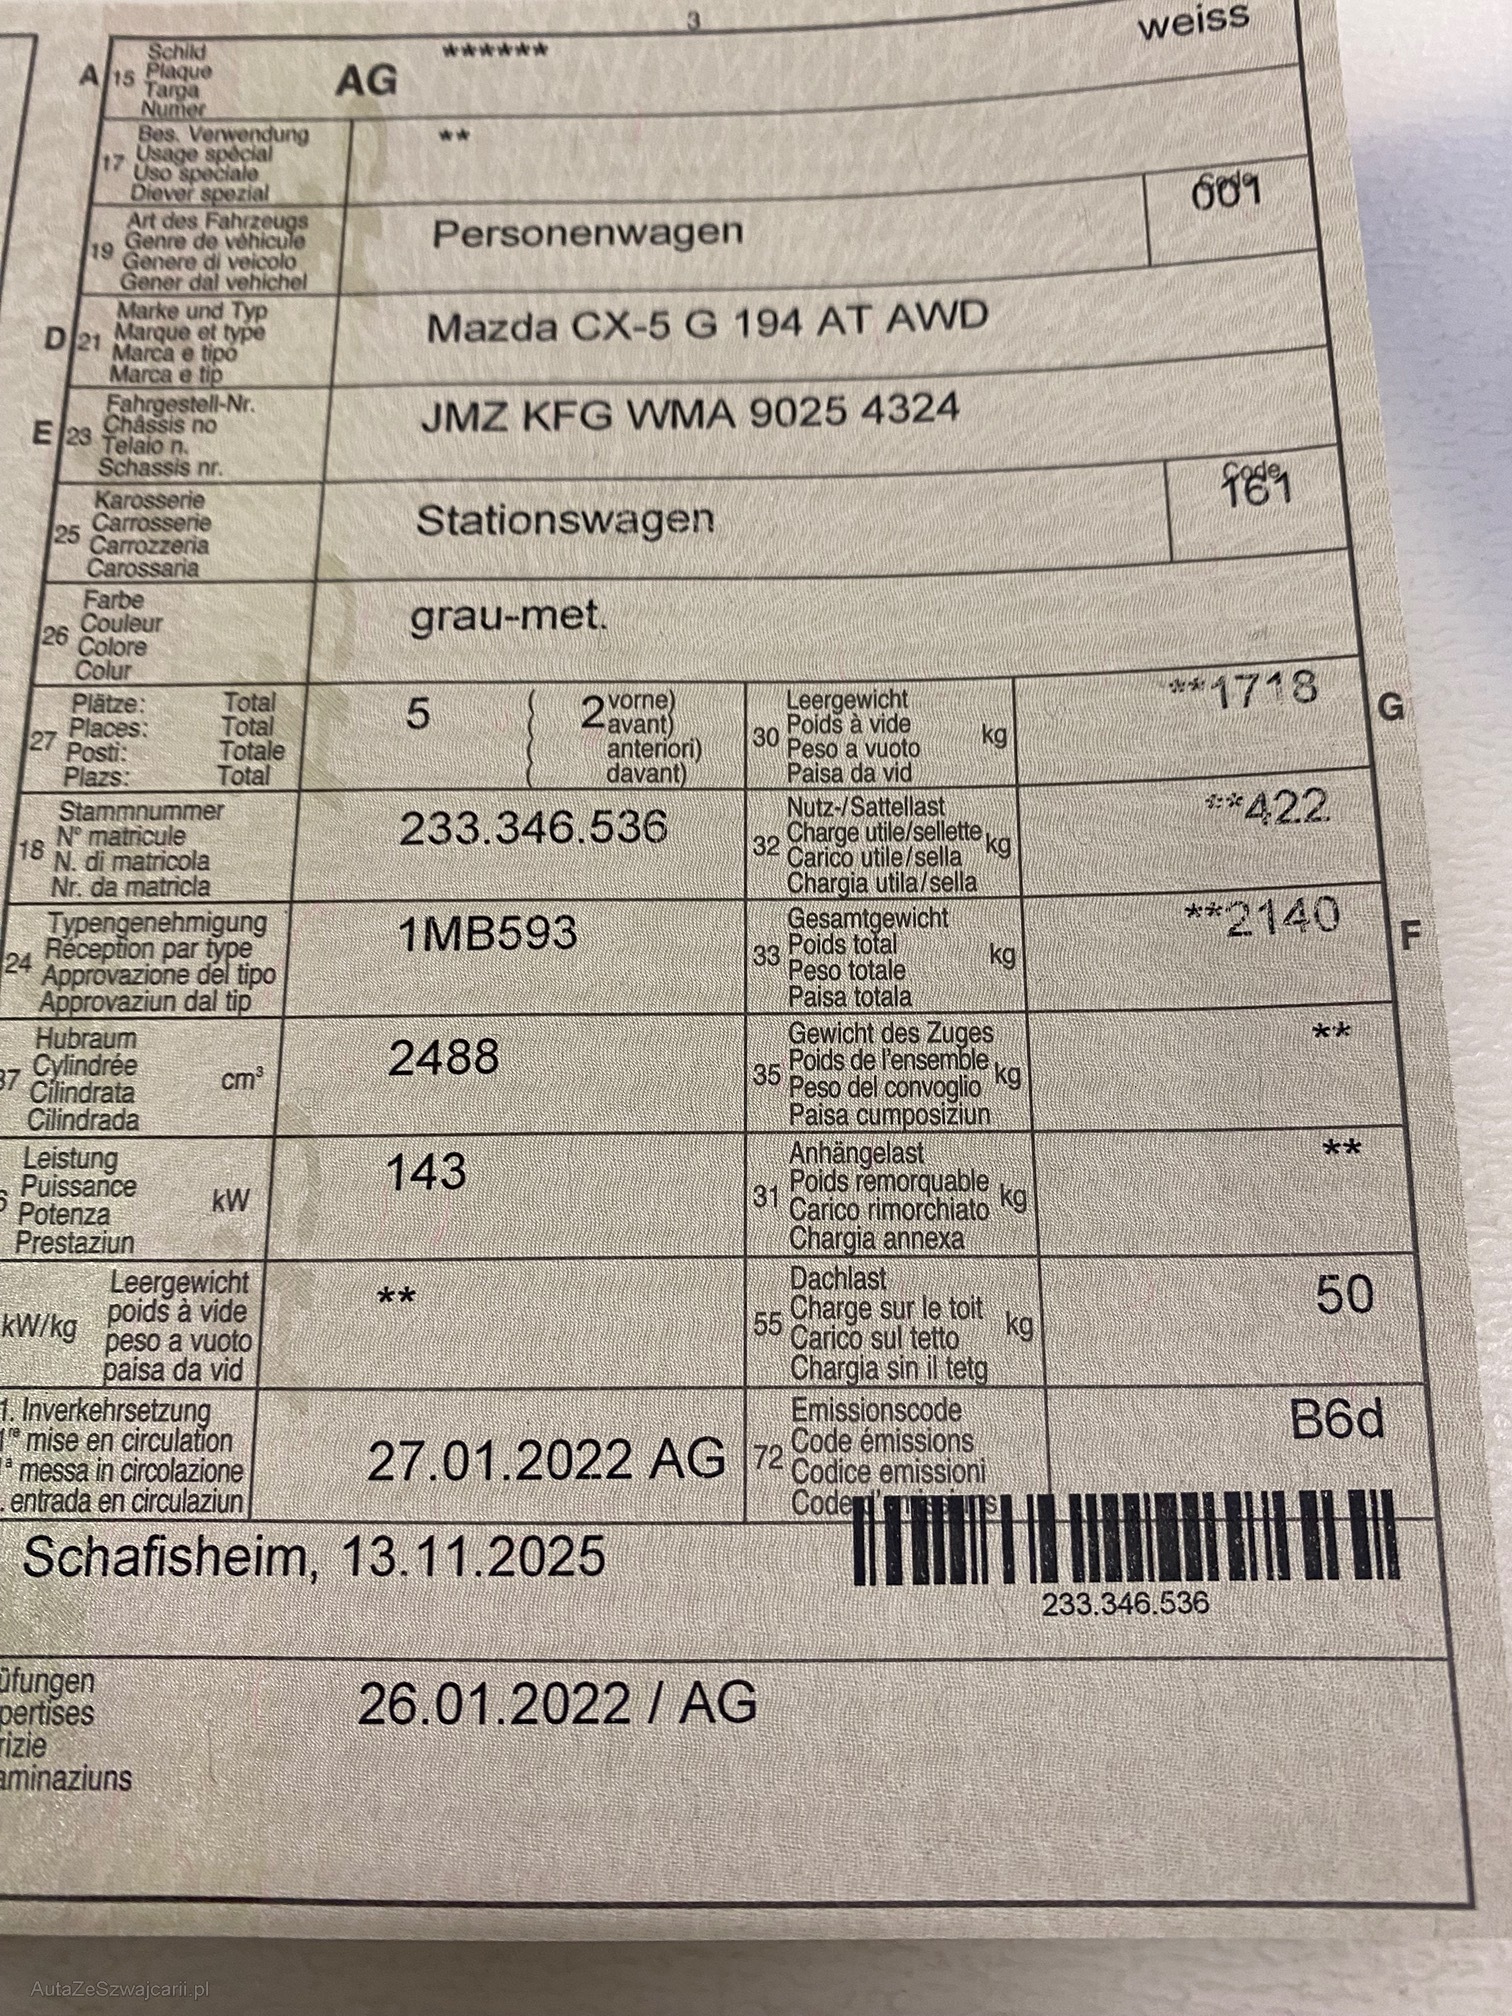 3
A 15 Schild
Plaque
Targa
Numer
AG ****** weiss
17 Bes. Verwendung
Usage spécial
Uso speciale
Diever spezial
**
19 Art des Fahrzeugs
Genre de véhicule
Genere di veicolo
Gener dal vehichel
Personenwagen
Code
001
D 21 Marke und Typ
Marque et type
Marca e tipo
Marca e tip
Mazda CX-5 G 194 AT AWD
E 23 Fahrgestell-Nr.
Châssis no
Telaio n.
Schassis nr.
JMZ KFG WMA 9025 4324
25 Karosserie
Carrosserie
Carrozzeria
Carossaria
Stationswagen
Code
161
26 Farbe
Couleur
Colore
Colur
grau-met.
27 Plätze: Total
Places: Total
Posti: Totale
Plazs: Total
5 ( 2 vorne)
( avant)
( anteriori)
( davant)
30 Leergewicht
Poids à vide
Peso a vuoto
Paisa da vid
kg
**1718 G
18 Stammnummer
N° matricule
N. di matricola
Nr. da matricla
233.346.536
32 Nutz-/Sattellast
Charge utile/sellette
Carico utile/sella
Chargia utila/sella
kg
**422
24 Typengenehmigung
Réception par type
Approvazione del tipo
Approvaziun dal tip
1MB593
33 Gesamtgewicht
Poids total
Peso totale
Paisa totala
kg
**2140 F
37 Hubraum
Cylindrée
Cilindrata
Cilindrada
cm³
2488
35 Gewicht des Zuges
Poids de l'ensemble
Peso del convoglio
Paisa cumposiziun
kg
**
6 Leistung
Puissance
Potenza
Prestaziun
kW
143
31 Anhängelast
Poids remorquable
Carico rimorchiato
Chargia annexa
kg
**
kW/kg Leergewicht
poids à vide
peso a vuoto
paisa da vid
**
55 Dachlast
Charge sur le toit
Carico sul tetto
Chargia sin il tetg
kg
50
1. Inverkehrsetzung
1re mise en circulation
ª messa in circolazione
. entrada en circulaziun
27.01.2022 AG
72 Emissionscode
Code émissions
Codice emissioni
Code d'emissiuns
B6d
Schafisheim, 13.11.2025
233.346.536
üfungen
pertises
rizie
aminaziuns
26.01.2022 / AG
AutaZeSzwajcarii.pl